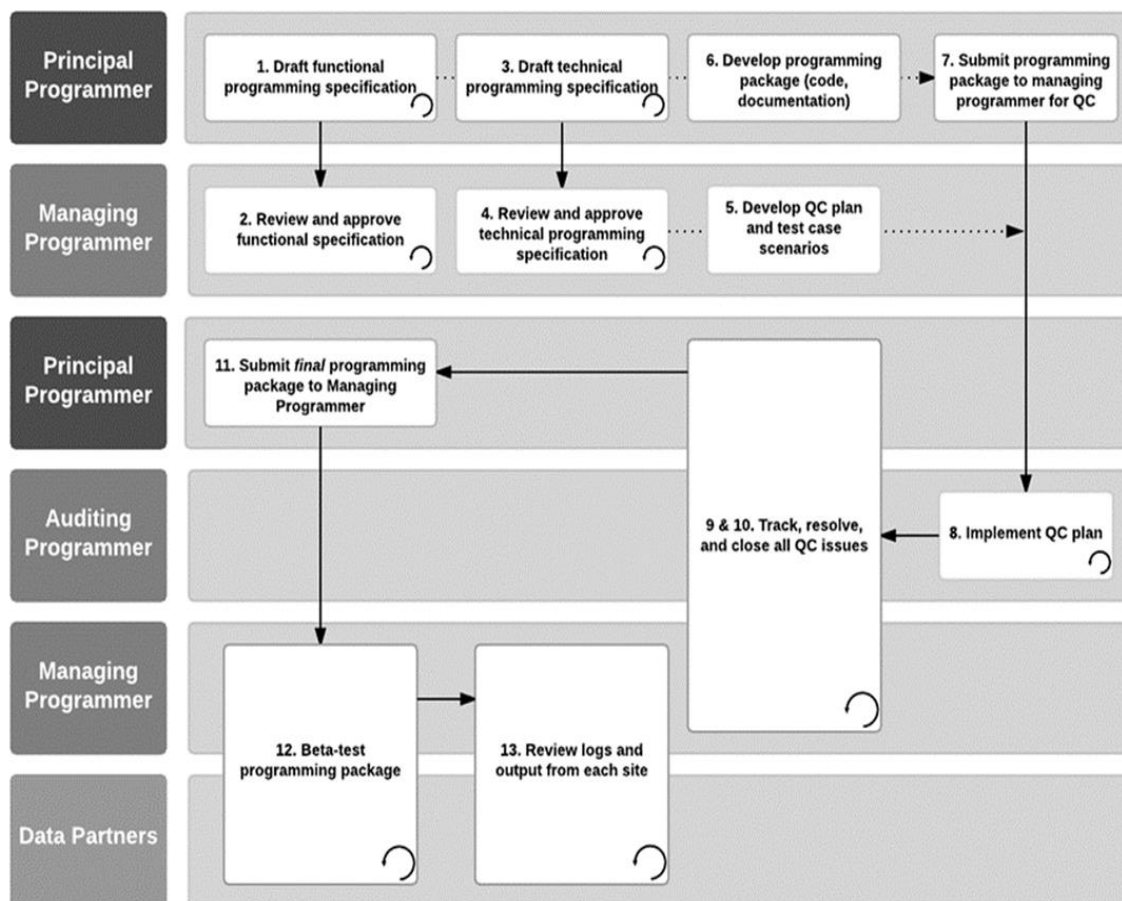 Principal
Programmer
1. Draft functional
programming specification
3. Draft technical
programming specification
6. Develop programming
package (code,
documentation)
7. Submit programming
package to managing
programmer for QC
Managing
Programmer
2. Review and approve
functional specification
4. Review and approve
technical programming
specification
5. Develop QC plan
and test case
scenarios
Principal
Programmer
11. Submit final programming
package to Managing
Programmer
Auditing
Programmer
9 & 10. Track, resolve,
and close all QC issues
8. Implement QC plan
Managing
Programmer
12. Beta-test
programming package
13. Review logs and
output from each site
Data Partners